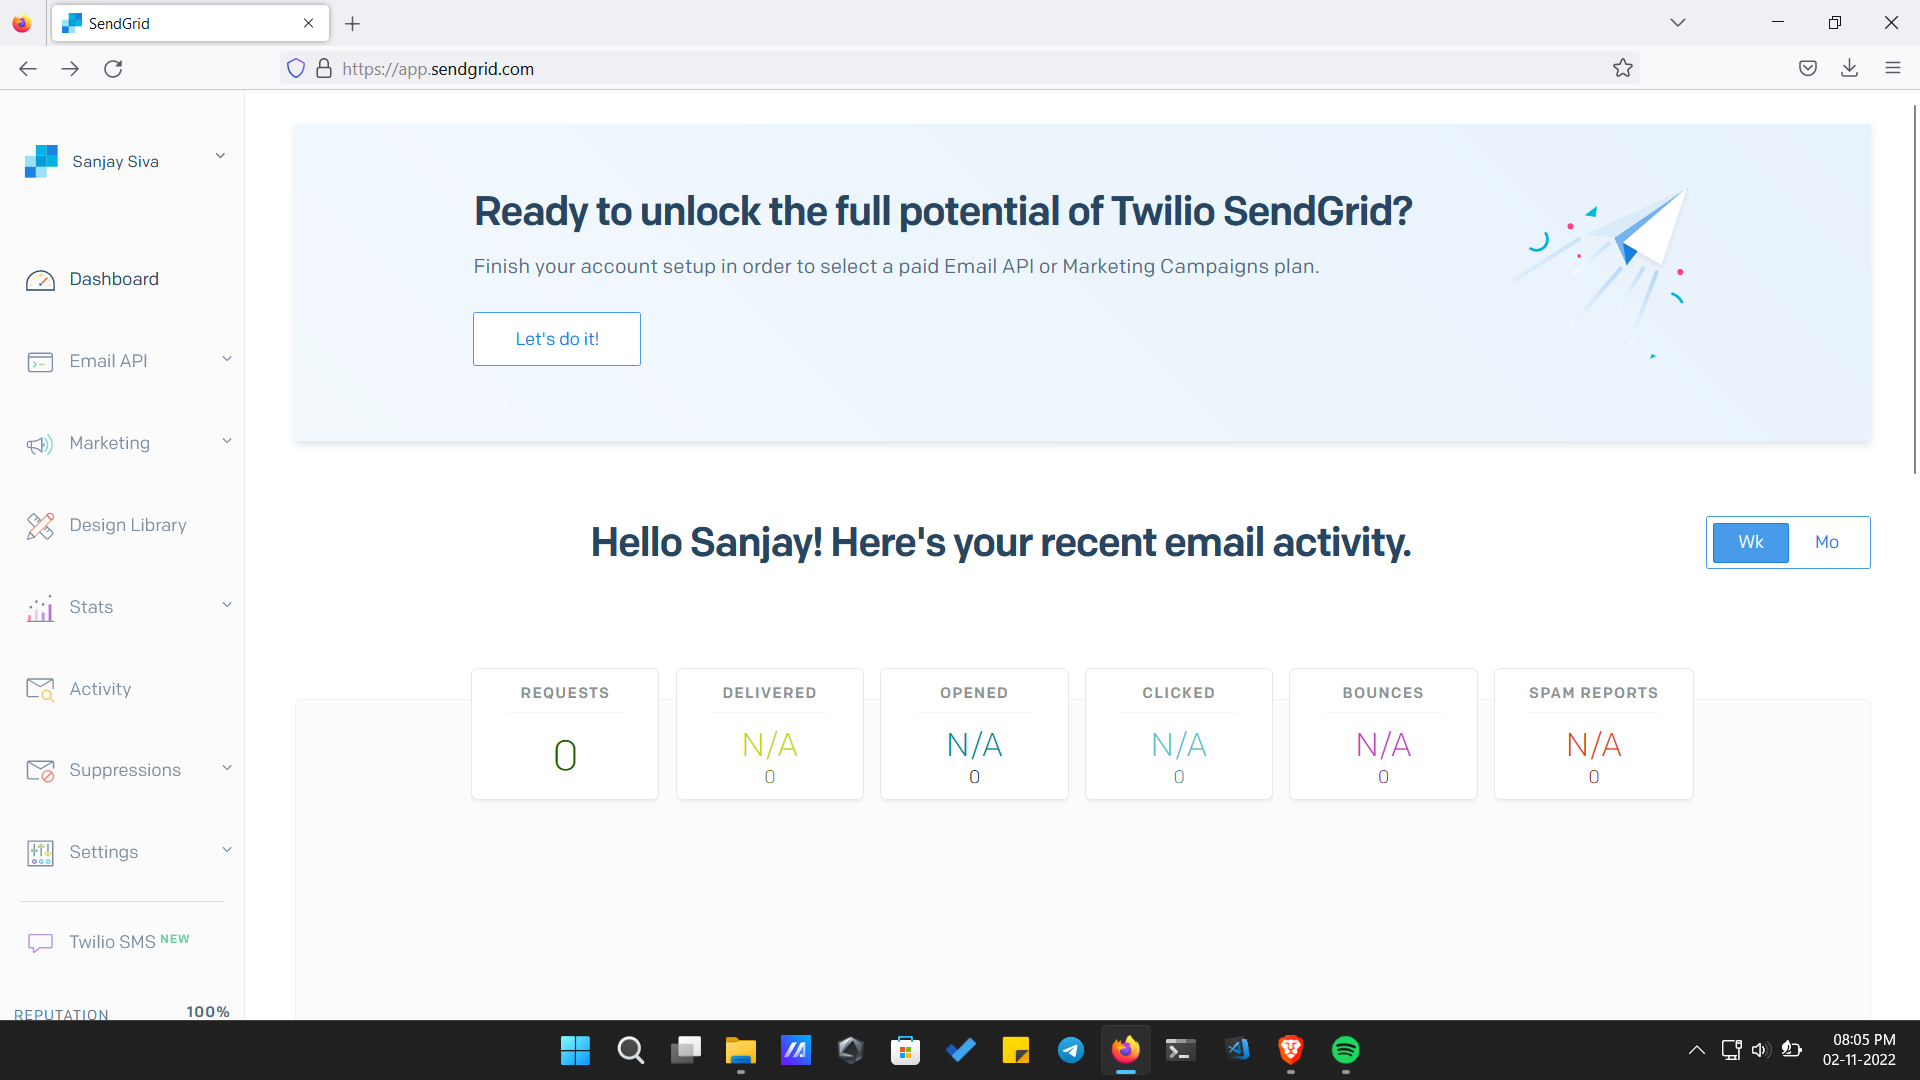 SendGrid
https://app.sendgrid.com
Sanjay Siva
Dashboard
Email API
Marketing
Design Library
Stats
Activity
Suppressions
Settings
Twilio SMS NEW
REPUTATION 100%
Ready to unlock the full potential of Twilio SendGrid?
Finish your account setup in order to select a paid Email API or Marketing Campaigns plan.
Let's do it!
Hello Sanjay! Here's your recent email activity.
Wk Mo
REQUESTS DELIVERED OPENED CLICKED BOUNCES SPAM REPORTS
0 N/A N/A N/A N/A N/A
0 0 0 0 0
08:05 PM
02-11-2022